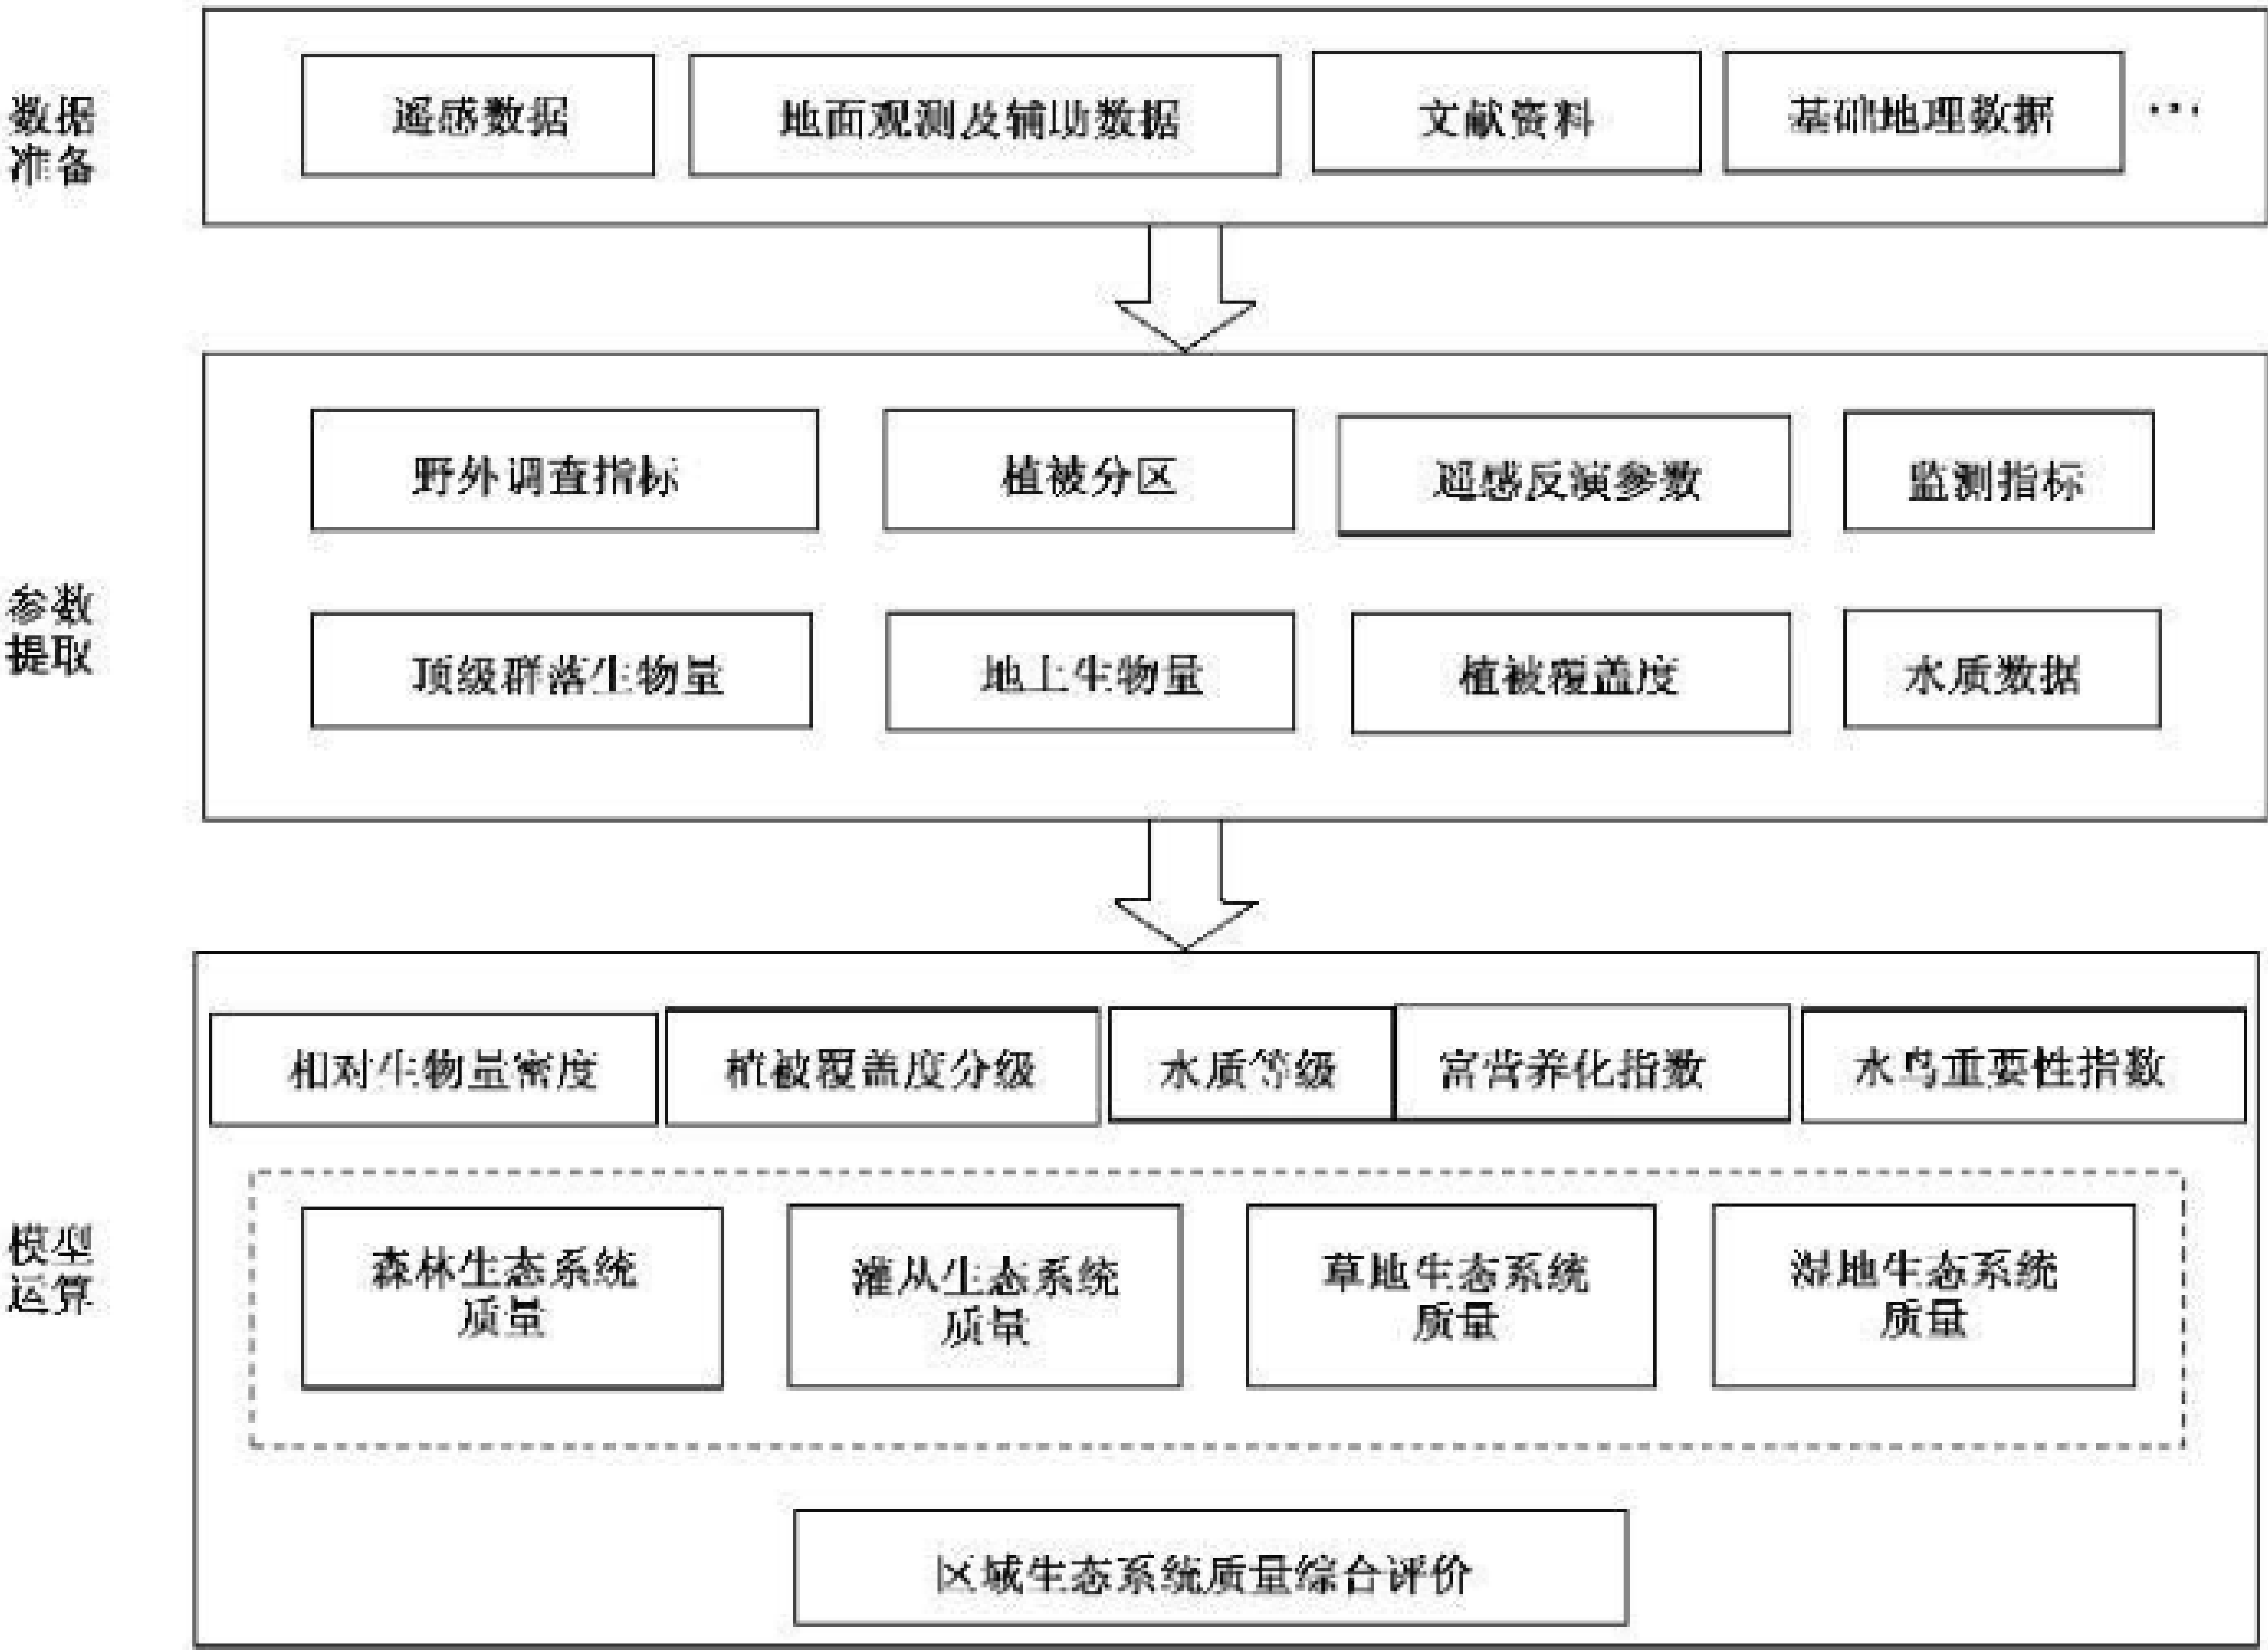 数据
准备
遥感数据
地面观测及辅助数据
文献资料
基础地理数据
…
参数
提取
野外调查指标
植被分区
遥感反演参数
监测指标
顶级群落生物量
地上生物量
植被覆盖度
水质数据
模型
运算
相对生物量密度
植被覆盖度分级
水质等级
富营养化指数
水鸟重要性指数
森林生态系统
质量
灌丛生态系统
质量
草地生态系统
质量
湿地生态系统
质量
区域生态系统质量综合评价